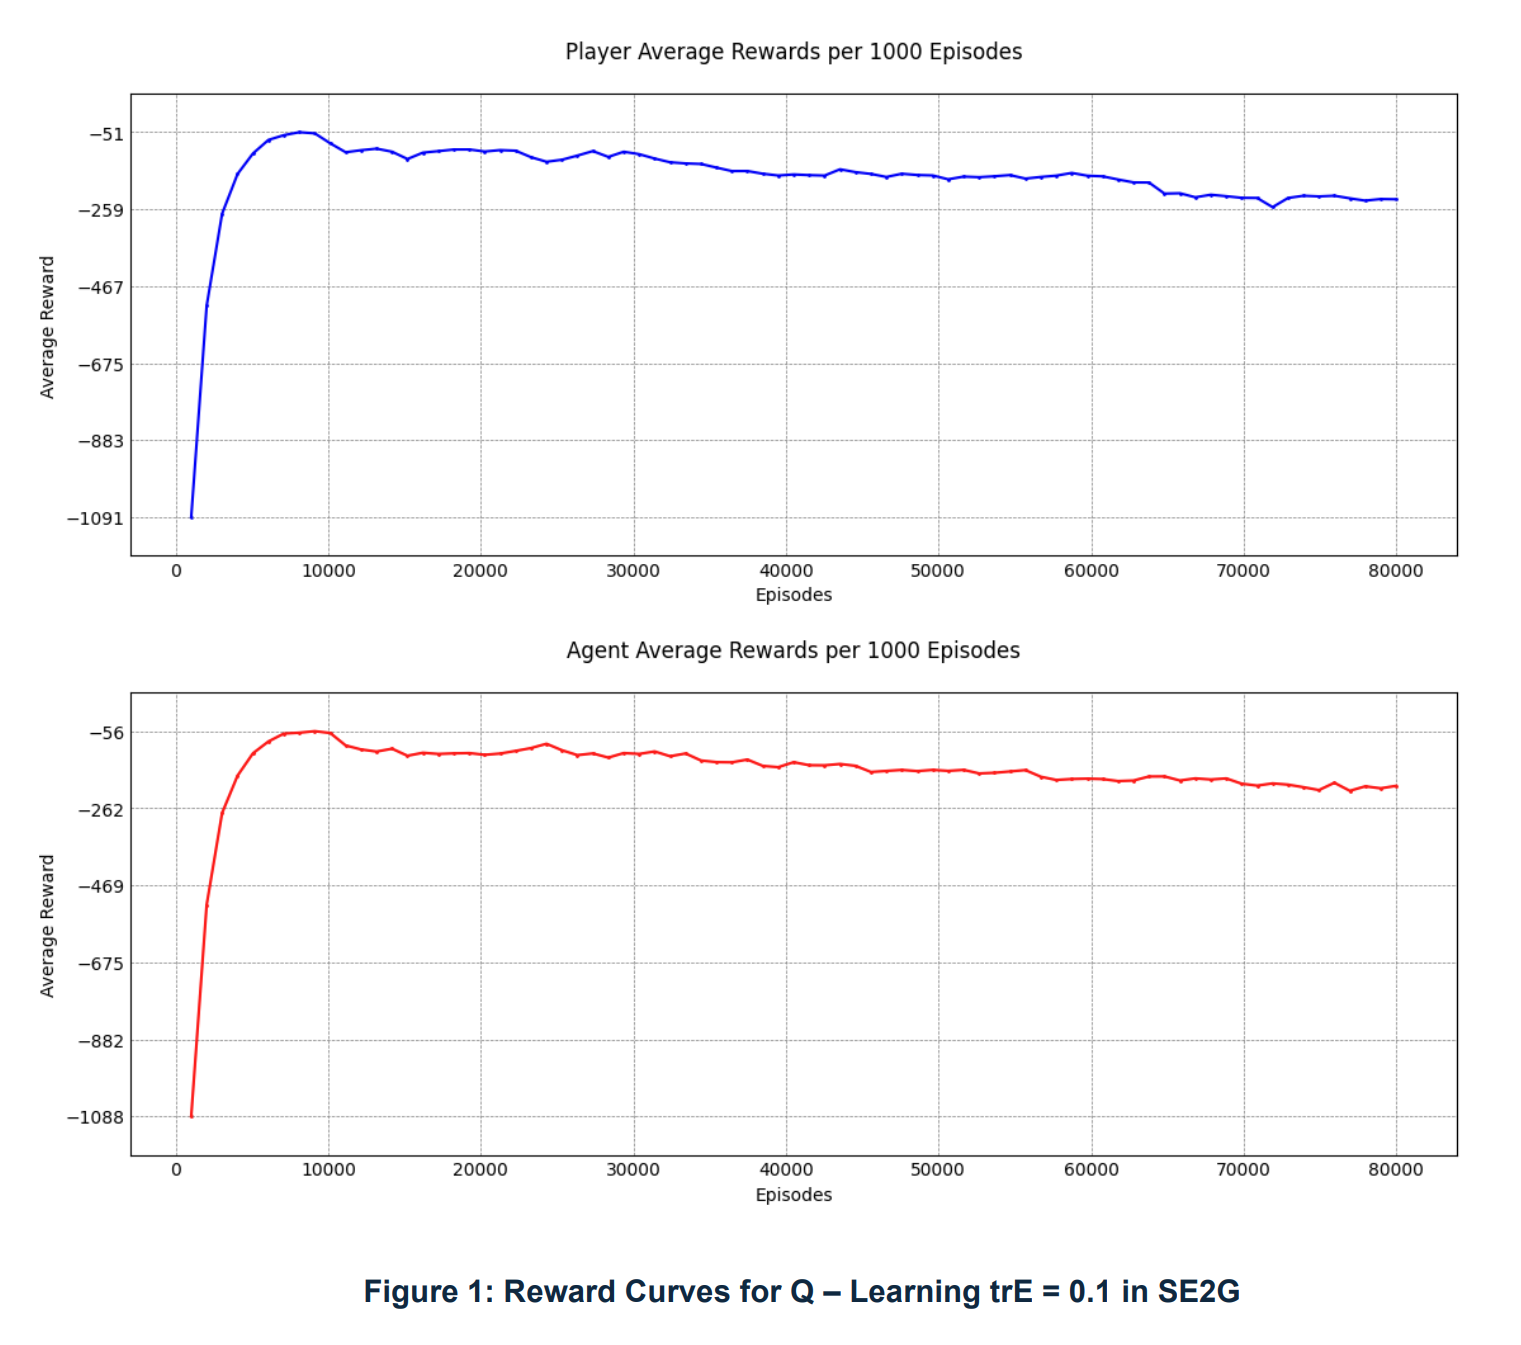 Player Average Rewards per 1000 Episodes
−51
−259
−467
−675
−883
−1091
Average Reward
0 10000 20000 30000 40000 50000 60000 70000 80000
Episodes
Agent Average Rewards per 1000 Episodes
−56
−262
−469
−675
−882
−1088
Average Reward
0 10000 20000 30000 40000 50000 60000 70000 80000
Episodes
Figure 1: Reward Curves for Q – Learning trE = 0.1 in SE2G